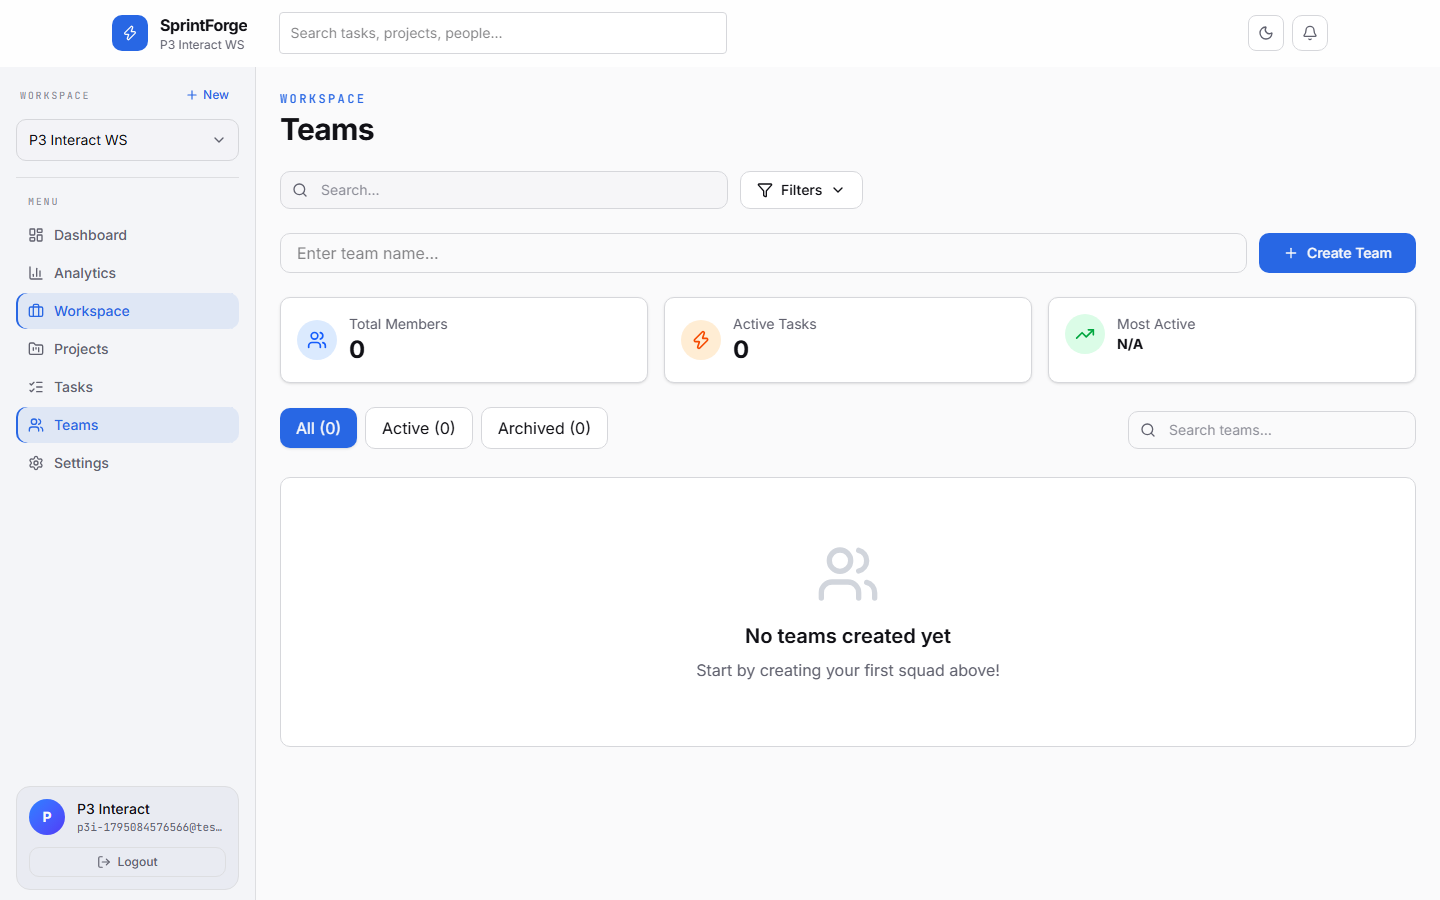 SprintForge
P3 Interact WS
Search tasks, projects, people...
WORKSPACE
New
P3 Interact WS
MENU
Dashboard
Analytics
Workspace
Projects
Tasks
Teams
Settings
P
P3 Interact
p3i-1795084576566@tes...
Logout
WORKSPACE
Teams
Search...
Filters
Enter team name...
Create Team
Total Members
0
Active Tasks
0
Most Active
N/A
All (0)
Active (0)
Archived (0)
Search teams...
No teams created yet
Start by creating your first squad above!